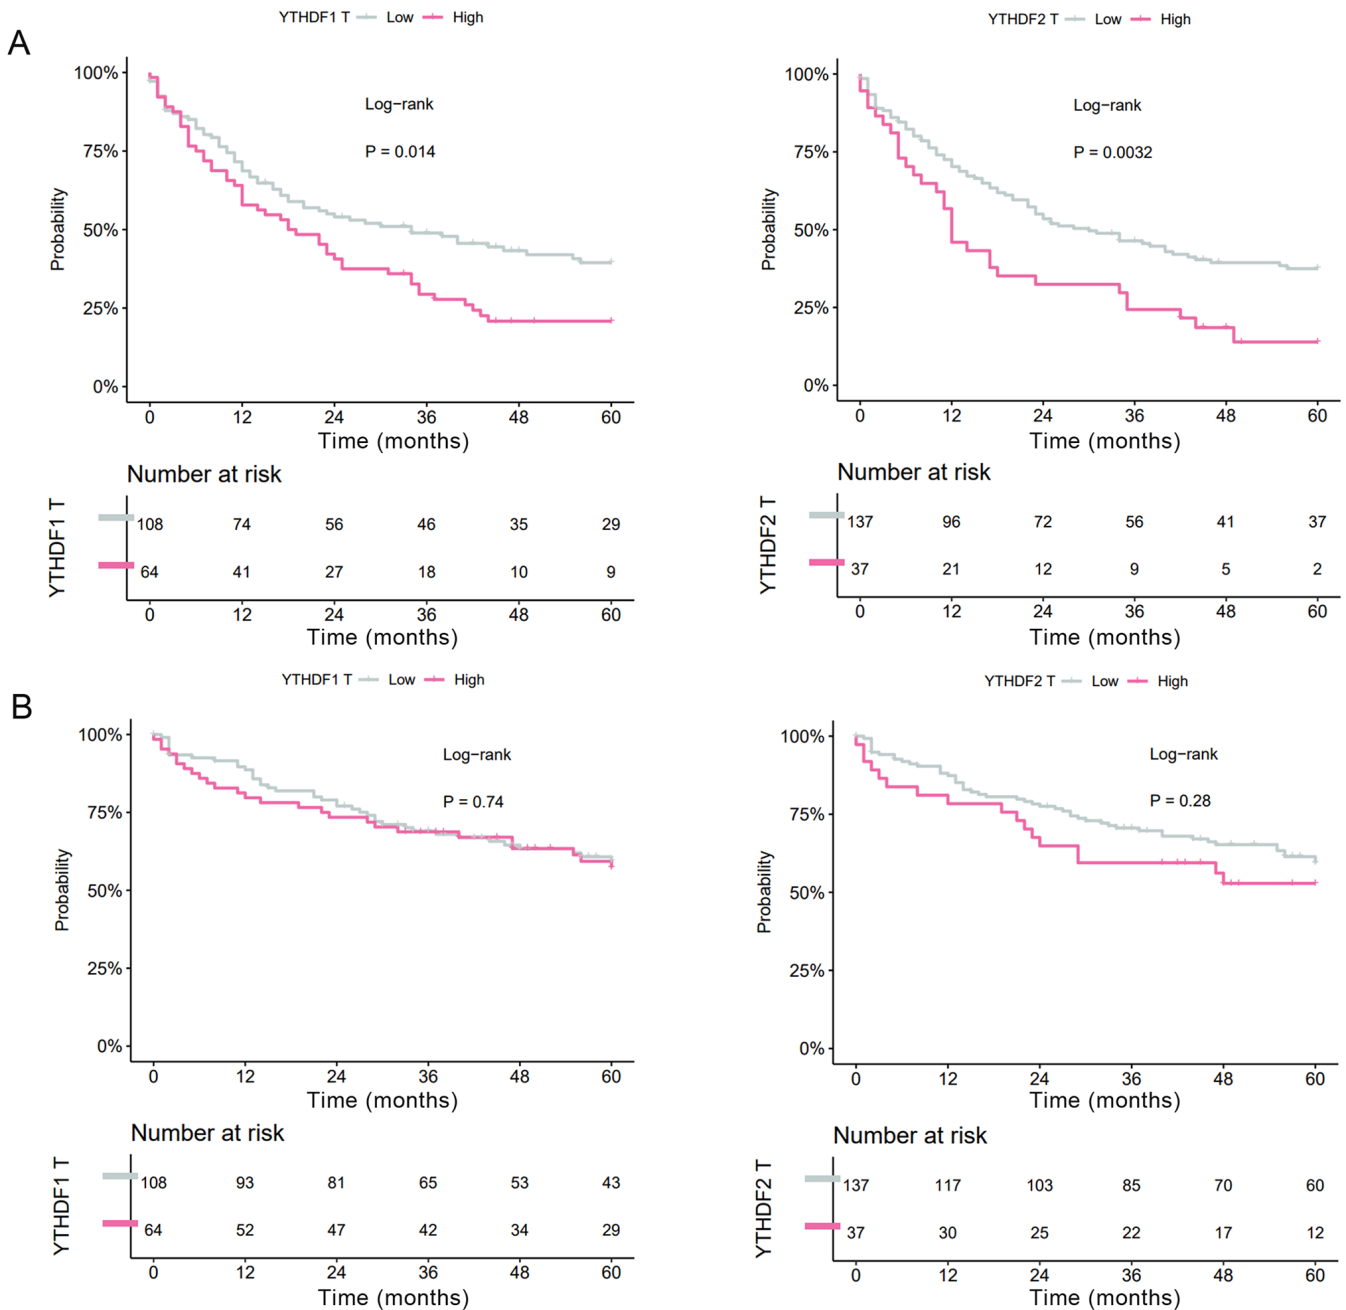 A
YTHDF1 T Low High
100%
75%
50%
25%
0%
Probability
Log-rank
P = 0.014
0 12 24 36 48 60
Time (months)
Number at risk
YTHDF1 T
108 74 56 46 35 29
64 41 27 18 10 9
0 12 24 36 48 60
Time (months)
YTHDF2 T Low High
100%
75%
50%
25%
0%
Probability
Log-rank
P = 0.0032
0 12 24 36 48 60
Time (months)
Number at risk
YTHDF2 T
137 96 72 56 41 37
37 21 12 9 5 2
0 12 24 36 48 60
Time (months)
B
YTHDF1 T Low High
100%
75%
50%
25%
0%
Probability
Log-rank
P = 0.74
0 12 24 36 48 60
Time (months)
Number at risk
YTHDF1 T
108 93 81 65 53 43
64 52 47 42 34 29
0 12 24 36 48 60
Time (months)
YTHDF2 T Low High
100%
75%
50%
25%
0%
Probability
Log-rank
P = 0.28
0 12 24 36 48 60
Time (months)
Number at risk
YTHDF2 T
137 117 103 85 70 60
37 30 25 22 17 12
0 12 24 36 48 60
Time (months)